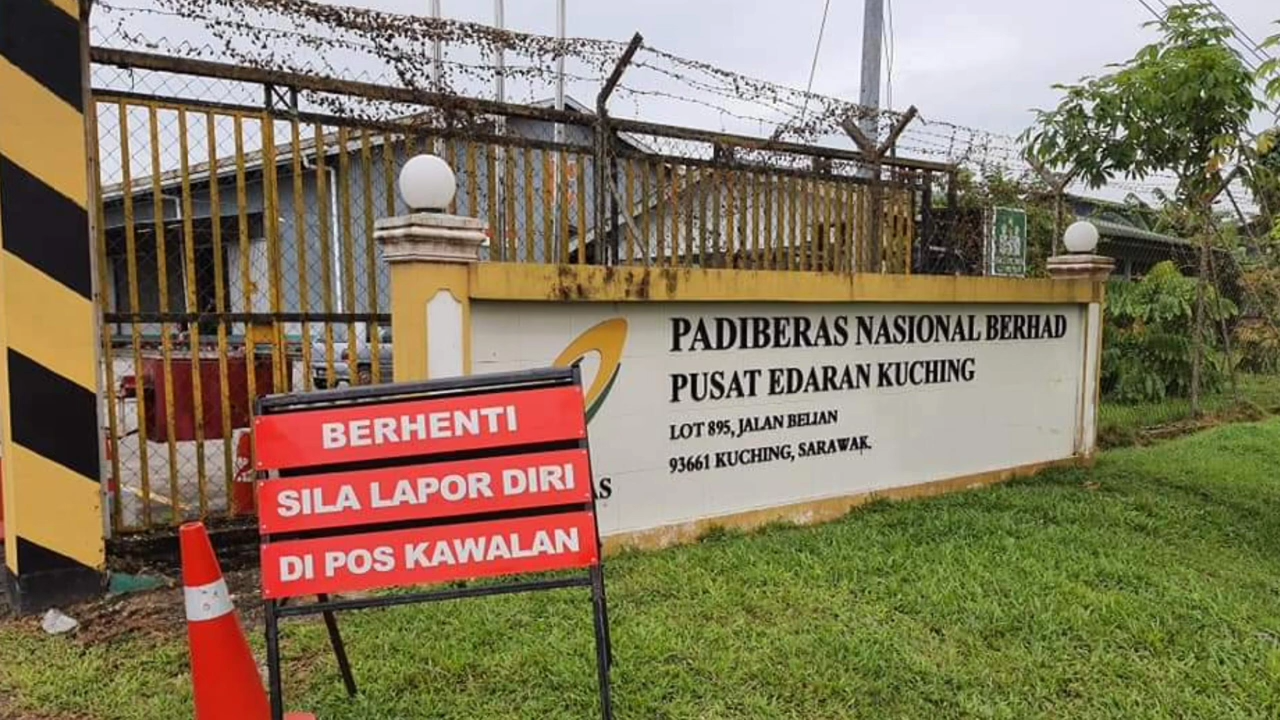 PADIBERAS NASIONAL BERHAD
PUSAT EDARAN KUCHING
LOT 895, JALAN BELIAN
93661 KUCHING, SARAWAK.
BERHENTI
SILA LAPOR DIRI
DI POS KAWALAN